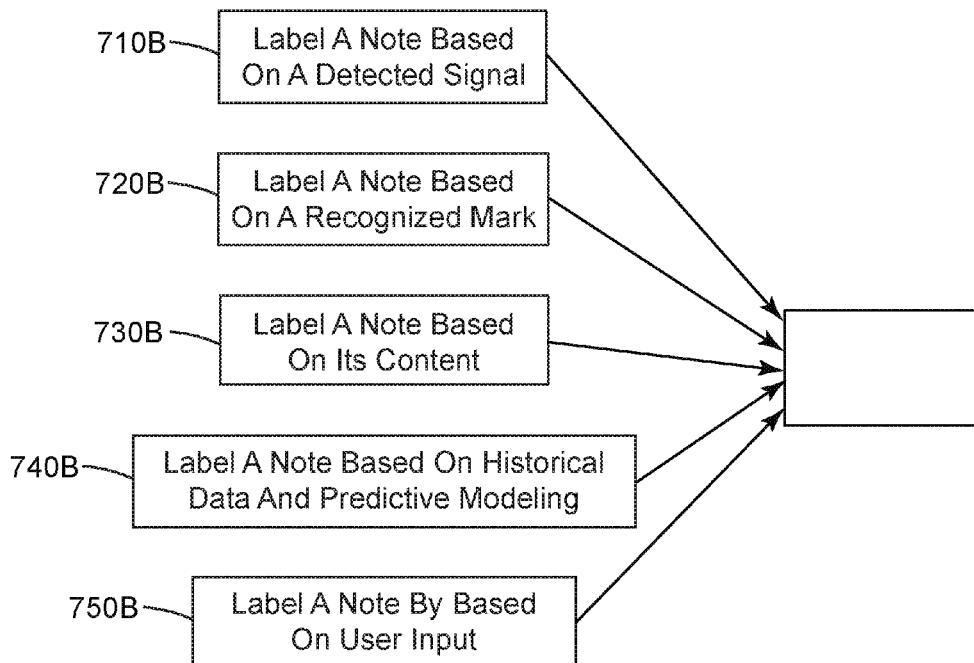 710B
Label A Note Based
On A Detected Signal
720B
Label A Note Based
On A Recognized Mark
730B
Label A Note Based
On Its Content
740B
Label A Note Based On Historical
Data And Predictive Modeling
750B
Label A Note By Based
On User Input